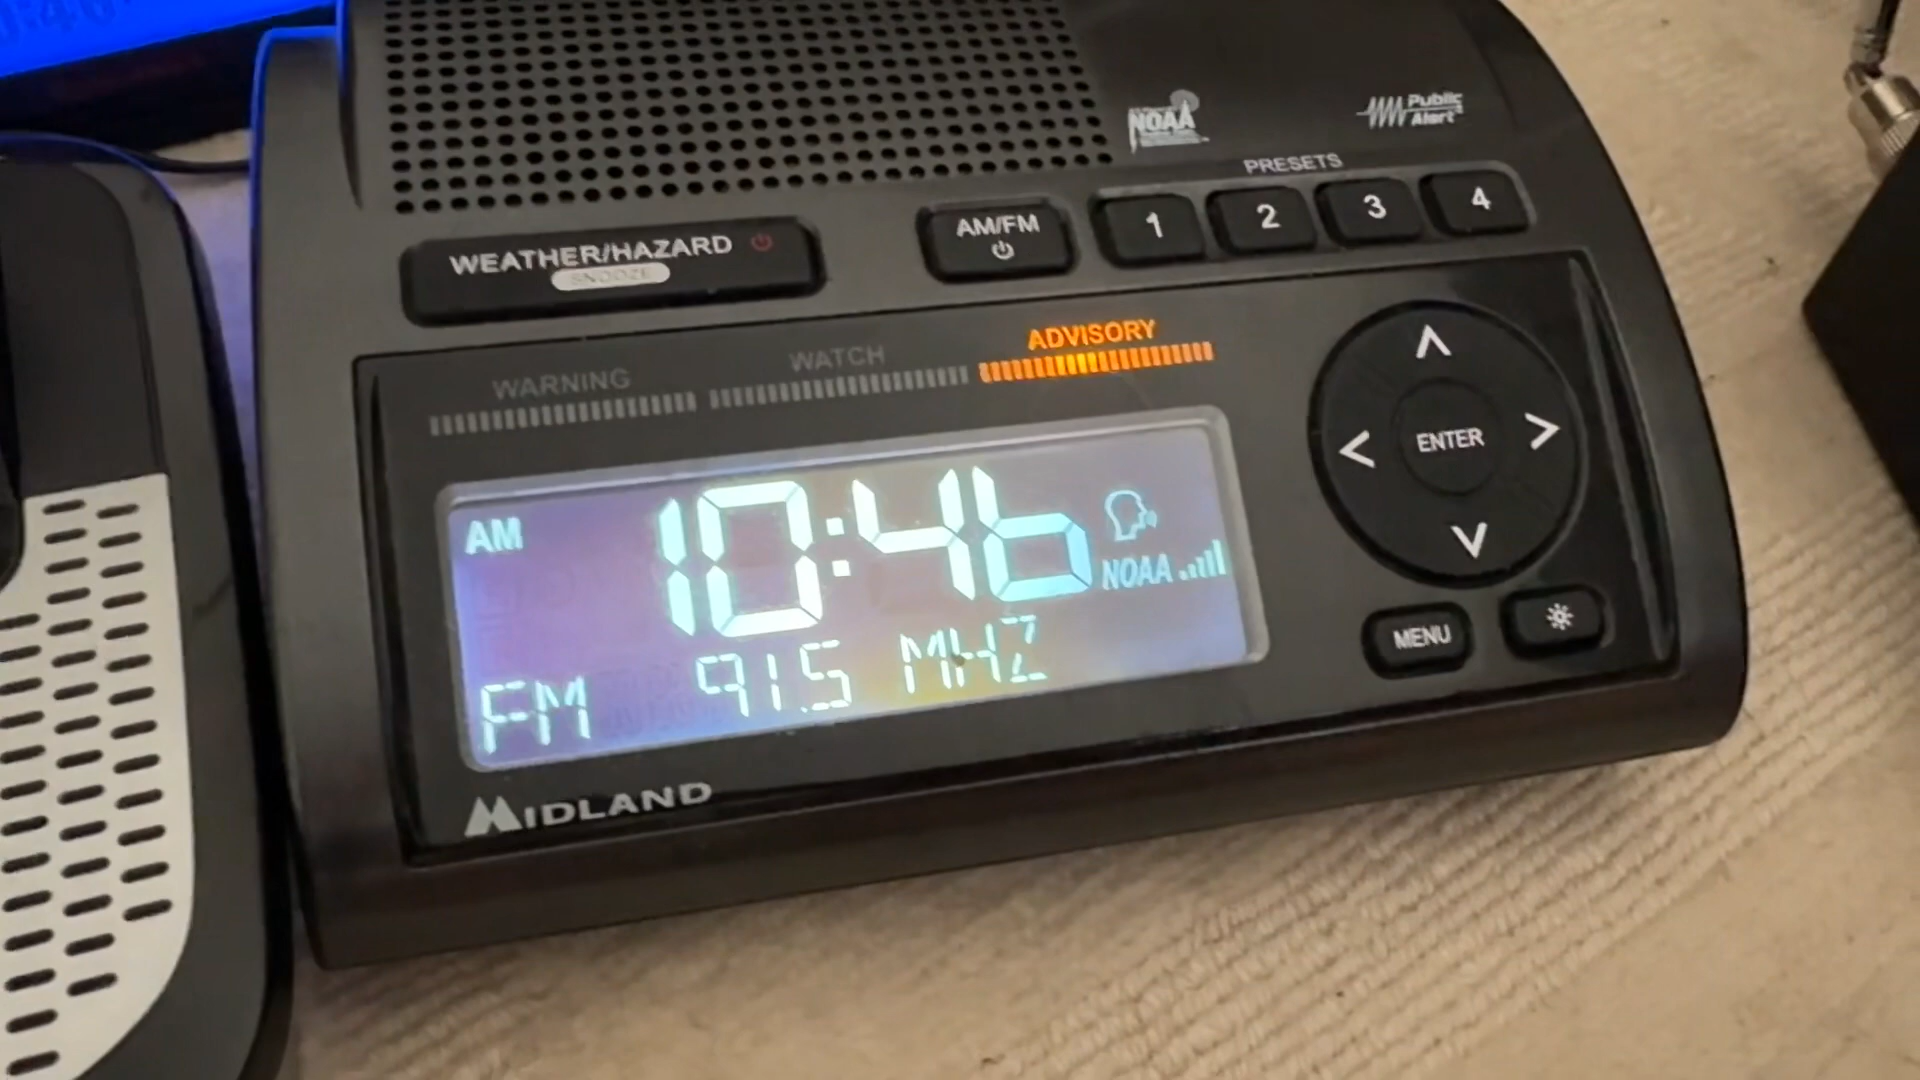 NOAA
Public
Alert
PRESETS
WEATHER/HAZARD
SNOOZE
AM/FM
1
2
3
4
WARNING
WATCH
ADVISORY
AM
10:46
NOAA
FM 91.5 MHZ
<
>
ENTER
MENU
MIDLAND